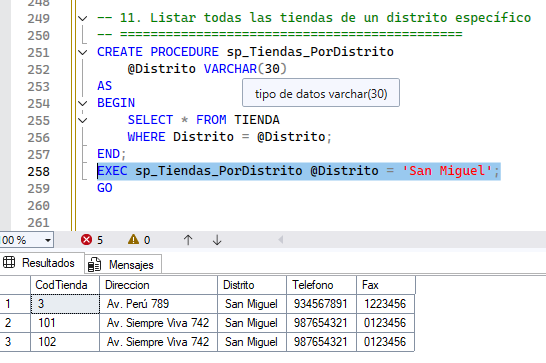 248
249 -- 11. Listar todas las tiendas de un distrito específico
250 -- ===========================================
251 CREATE PROCEDURE sp_Tiendas_PorDistrito
252 @Distrito VARCHAR(30)
253 AS
tipo de datos varchar(30)
254 BEGIN
255 SELECT * FROM TIENDA
256 WHERE Distrito = @Distrito;
257 END;
258 EXEC sp_Tiendas_PorDistrito @Distrito = 'San Miguel';
259 GO
260
261
00 % 5 0
Resultados Mensajes
CodTienda Direccion Distrito Telefono Fax
1 3 Av. Perú 789 San Miguel 934567891 1223456
2 101 Av. Siempre Viva 742 San Miguel 987654321 0123456
3 102 Av. Siempre Viva 742 San Miguel 987654321 0123456